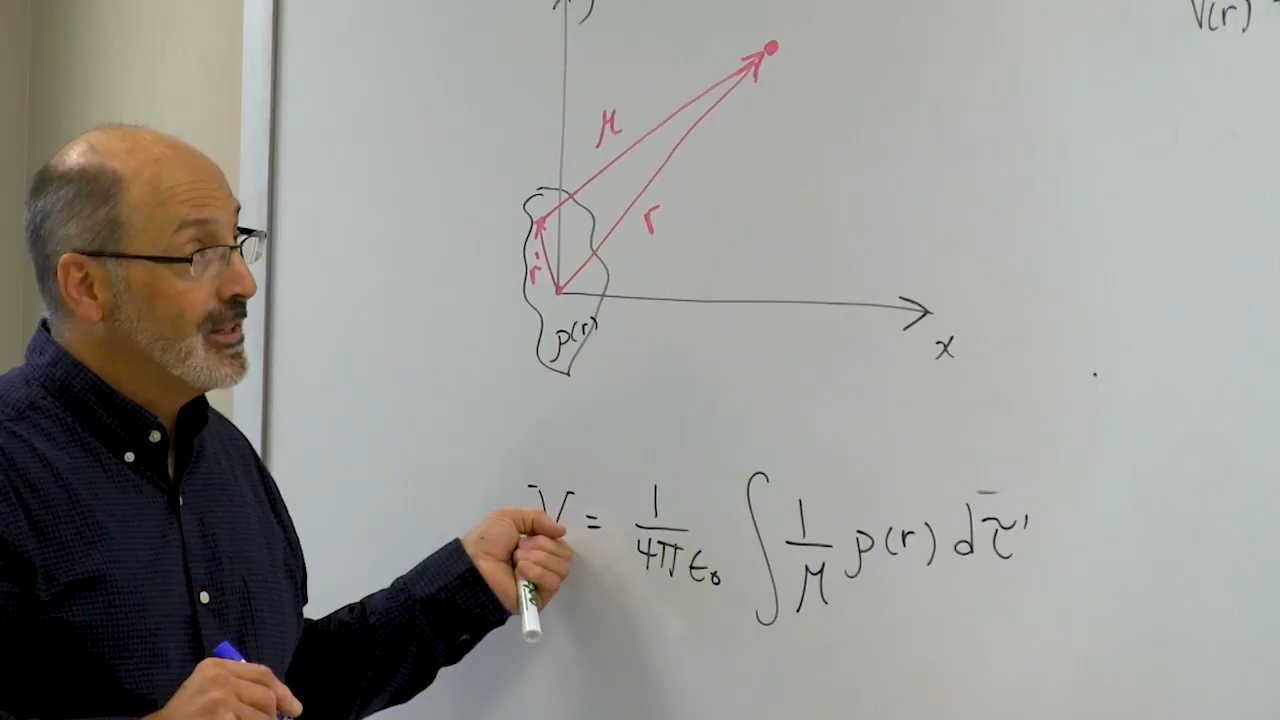 y
V(r) =
μ
r
r'
ρ(r)
x
V = 1/4πε₀ ∫ 1/μ ρ(r) dτ̄'